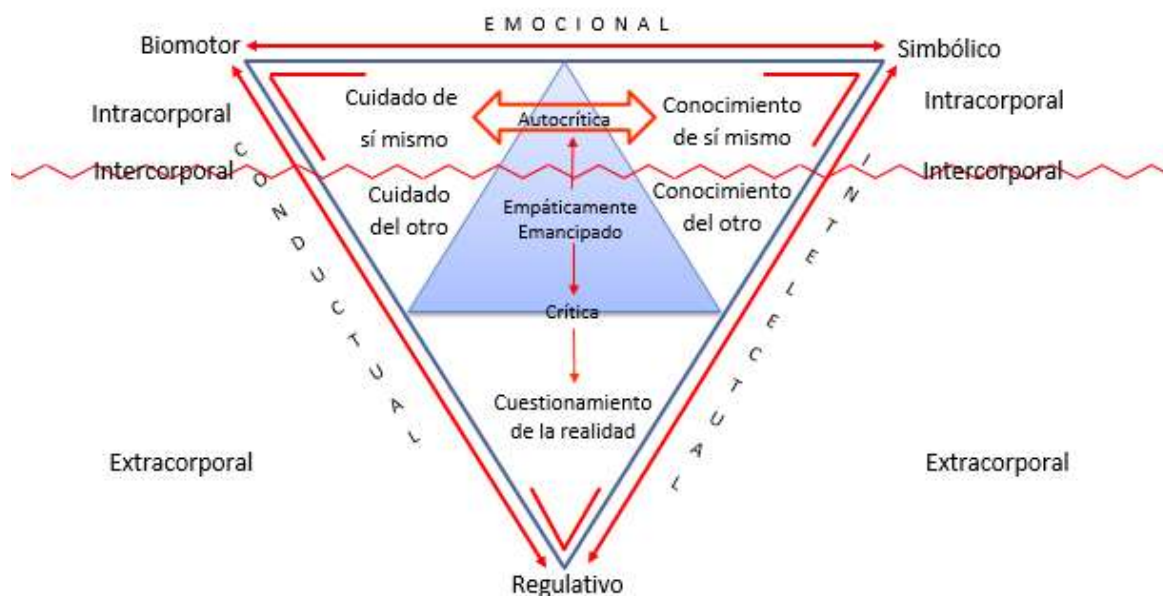 E M O C I O N A L
Biomotor
Simbólico
Intracorporal
Cuidado de
sí mismo
Autocrítica
Conocimiento
de sí mismo
Intracorporal
Intercorporal
Intercorporal
C O N D U C T U A L
Cuidado
del otro
Empáticamente
Emancipado
Conocimiento
del otro
I N T E L E C T U A L
Crítica
Cuestionamiento
de la realidad
Extracorporal
Extracorporal
Regulativo